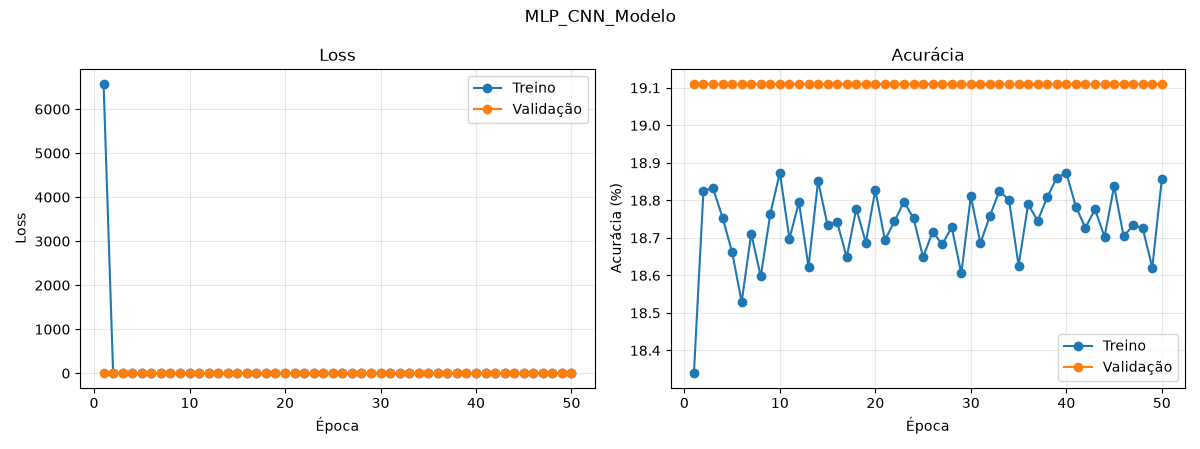 MLP_CNN_Modelo
Loss
Treino
Validação
6000
5000
4000
3000
2000
1000
0
Loss
0 10 20 30 40 50
Época
Acurácia
19.1
19.0
18.9
18.8
18.7
18.6
18.5
18.4
Acurácia (%)
Treino
Validação
0 10 20 30 40 50
Época